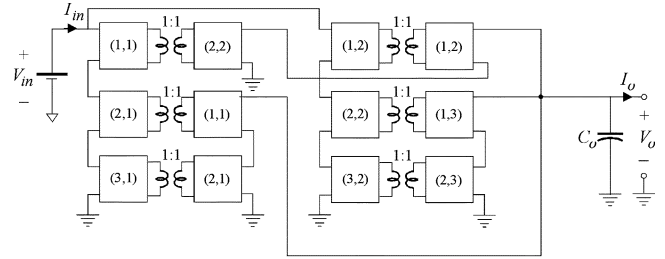 I_in
1:1 1:1
(1,1) (2,2) (1,2) (1,2)
+
V_in
−
1:1 1:1
(2,1) (1,1) (2,2) (1,3)
I_o
C_o
+
V_o
−
1:1 1:1
(3,1) (2,1) (3,2) (2,3)